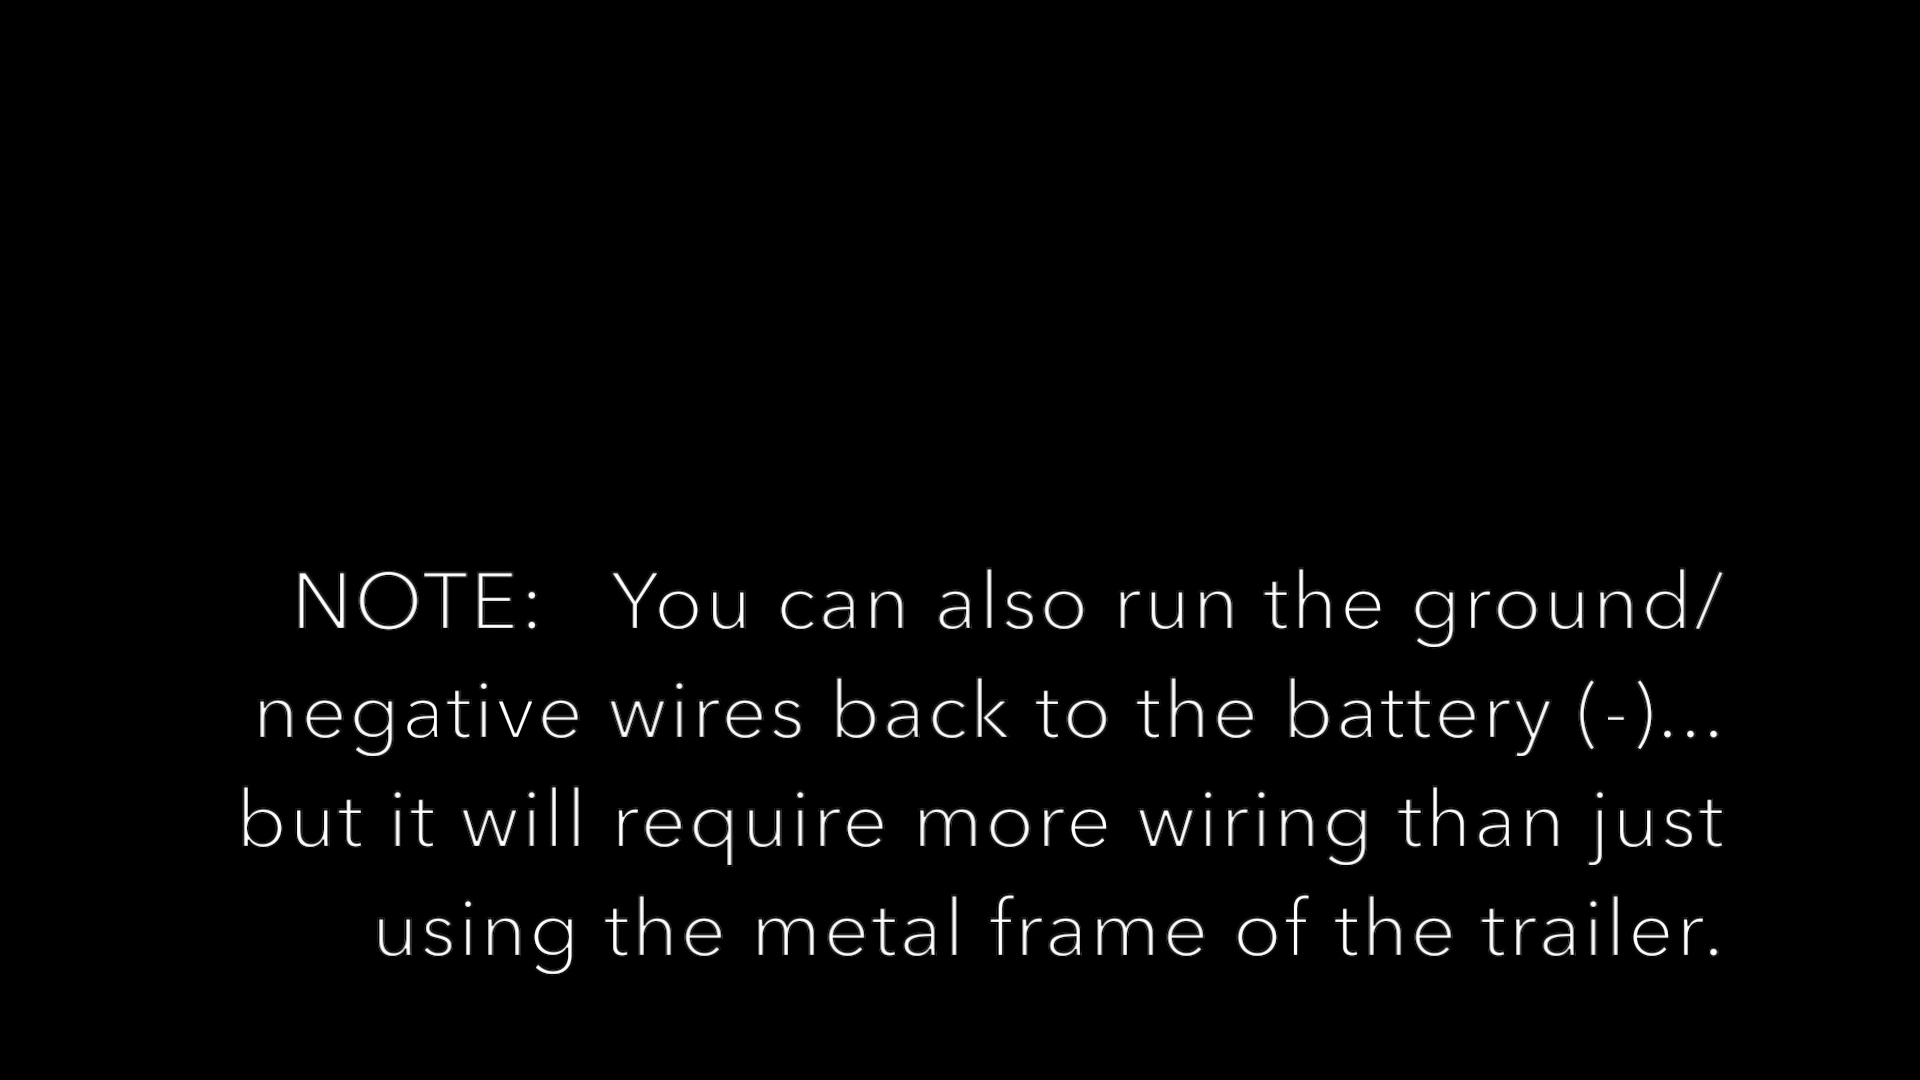 NOTE:   You can also run the ground/
negative wires back to the battery (-)...
but it will require more wiring than just
using the metal frame of the trailer.